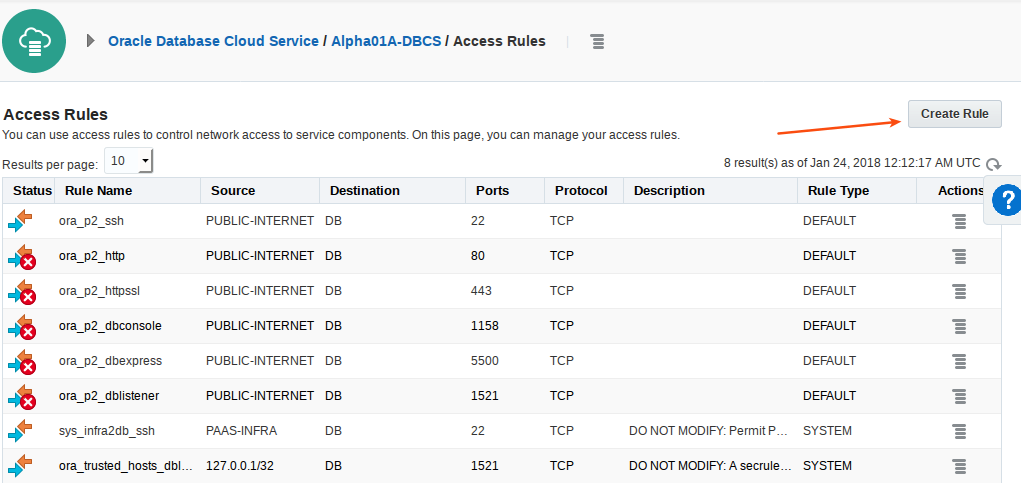 Oracle Database Cloud Service / Alpha01A-DBCS / Access Rules
Access Rules
Create Rule
You can use access rules to control network access to service components. On this page, you can manage your access rules.
Results per page: 10
8 result(s) as of Jan 24, 2018 12:12:17 AM UTC
Status Rule Name Source Destination Ports Protocol Description Rule Type Actions
?
ora_p2_ssh PUBLIC-INTERNET DB 22 TCP DEFAULT
ora_p2_http PUBLIC-INTERNET DB 80 TCP DEFAULT
ora_p2_httpssl PUBLIC-INTERNET DB 443 TCP DEFAULT
ora_p2_dbconsole PUBLIC-INTERNET DB 1158 TCP DEFAULT
ora_p2_dbexpress PUBLIC-INTERNET DB 5500 TCP DEFAULT
ora_p2_dblistener PUBLIC-INTERNET DB 1521 TCP DEFAULT
sys_infra2db_ssh PAAS-INFRA DB 22 TCP DO NOT MODIFY: Permit P... SYSTEM
ora_trusted_hosts_dbl... 127.0.0.1/32 DB 1521 TCP DO NOT MODIFY: A secrule... SYSTEM